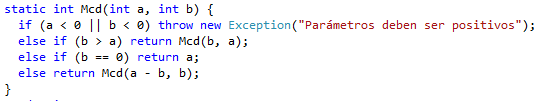 static int Mcd(int a, int b) {
if (a < 0 || b < 0) throw new Exception("Parámetros deben ser positivos");
else if (b > a) return Mcd(b, a);
else if (b == 0) return a;
else return Mcd(a - b, b);
}